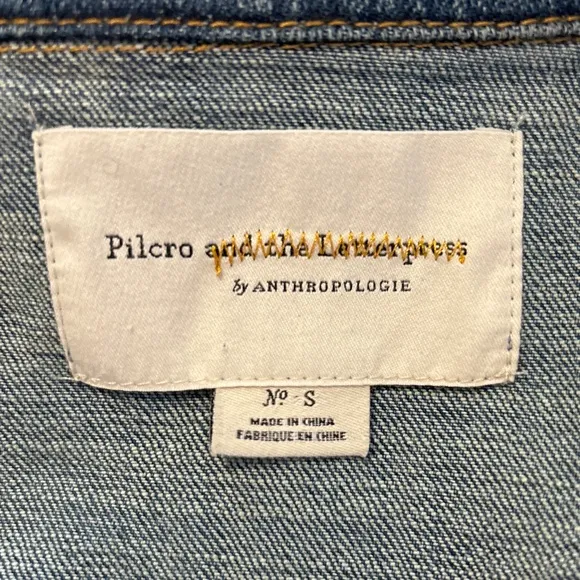 Pilcro and the Letterpress
by ANTHROPOLOGIE
Nº S
MADE IN CHINA
FABRIQUE EN CHINE